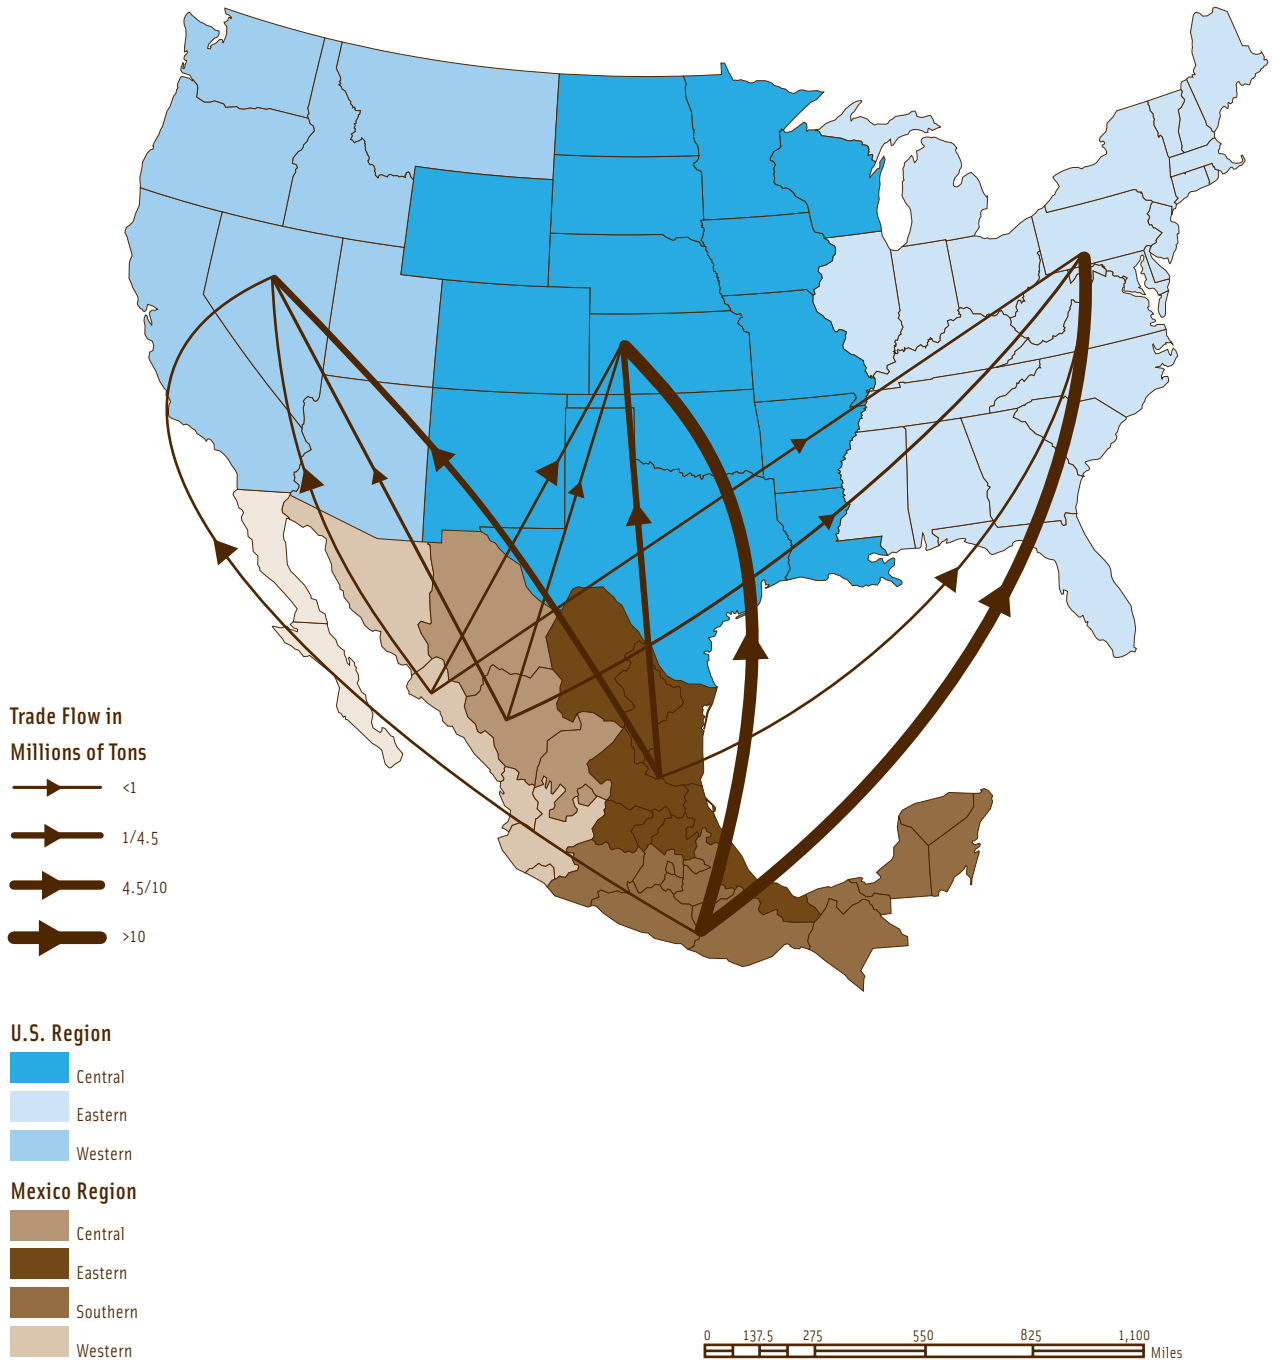 Trade Flow in
Millions of Tons
<1
1/4.5
4.5/10
>10
U.S. Region
Central
Eastern
Western
Mexico Region
Central
Eastern
Southern
Western
0 137.5 275 550 825 1,100
Miles